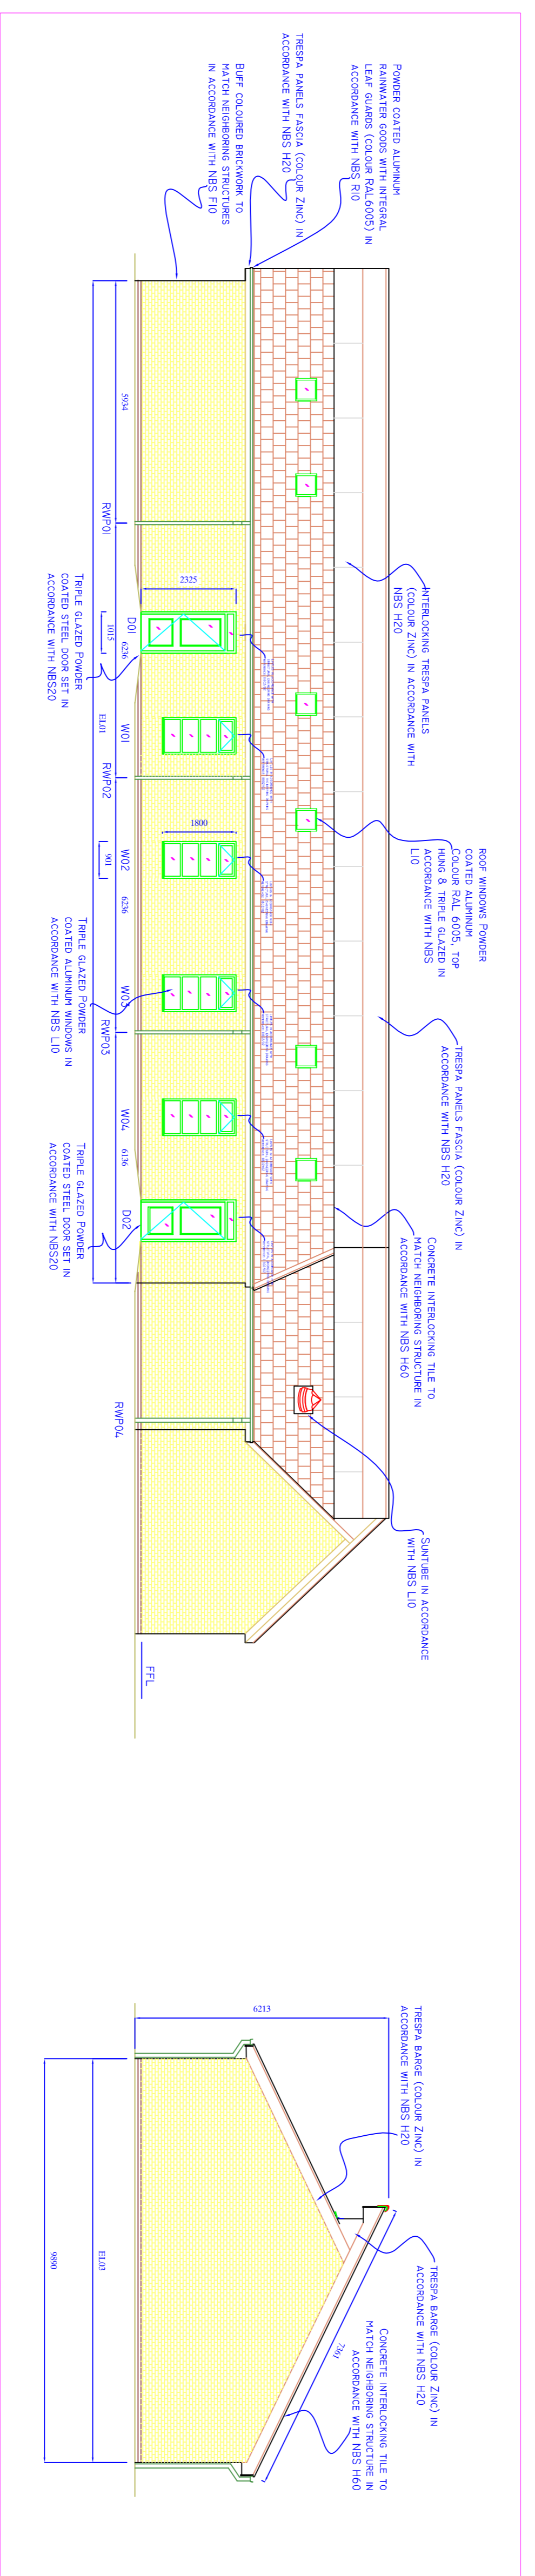 POWDER COATED ALUMINUM
RAINWATER GOODS WITH INTEGRAL
LEAF GUARDS (COLOUR RAL6005) IN
ACCORDANCE WITH NBS R10
TRESPA PANELS FASCIA (COLOUR ZINC) IN
ACCORDANCE WITH NBS H20
BUFF COLOURED BRICKWORK TO
MATCH NEIGHBORING STRUCTURES
IN ACCORDANCE WITH NBS F10
INTERLOCKING TRESPA PANELS
(COLOUR ZINC) IN ACCORDANCE WITH
NBS H20
ROOF WINDOWS POWDER
COATED ALUMINUM
COLOUR RAL 6005, TOP
HUNG & TRIPLE GLAZED IN
ACCORDANCE WITH NBS
L10
TRESPA PANELS FASCIA (COLOUR ZINC) IN
ACCORDANCE WITH NBS H20
CONCRETE INTERLOCKING TILE TO
MATCH NEIGHBORING STRUCTURE IN
ACCORDANCE WITH NBS H60
SUNTUBE IN ACCORDANCE
WITH NBS L10
2325
1800
D01
W01
W02
W03
W04
D02
1015
901
5934
6236
6236
6136
RWP01
RWP02
RWP03
RWP04
EL01
FFL
TRIPLE GLAZED POWDER
COATED STEEL DOOR SET IN
ACCORDANCE WITH NBS20
TRIPLE GLAZED POWDER
COATED ALUMINUM WINDOWS IN
ACCORDANCE WITH NBS L10
TRIPLE GLAZED POWDER
COATED STEEL DOOR SET IN
ACCORDANCE WITH NBS20
TRESPA BARGE (COLOUR ZINC) IN
ACCORDANCE WITH NBS H20
TRESPA BARGE (COLOUR ZINC) IN
ACCORDANCE WITH NBS H20
CONCRETE INTERLOCKING TILE TO
MATCH NEIGHBORING STRUCTURE IN
ACCORDANCE WITH NBS H60
6213
7361
EL03
9890